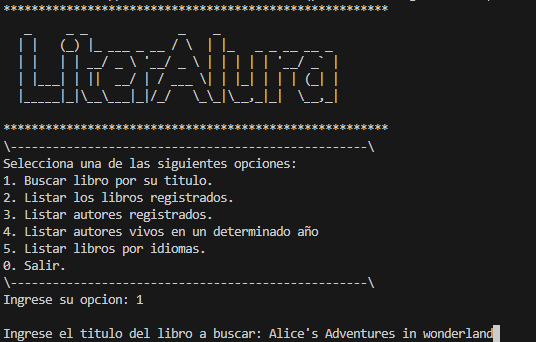 *******************************************************
LiterAlura
*******************************************************
\---------------------------------------------------\
Selecciona una de las siguientes opciones:
1. Buscar libro por su titulo.
2. Listar los libros registrados.
3. Listar autores registrados.
4. Listar autores vivos en un determinado año
5. Listar libros por idiomas.
0. Salir.
\---------------------------------------------------\
Ingrese su opcion: 1
Ingrese el titulo del libro a buscar: Alice's Adventures in wonderland